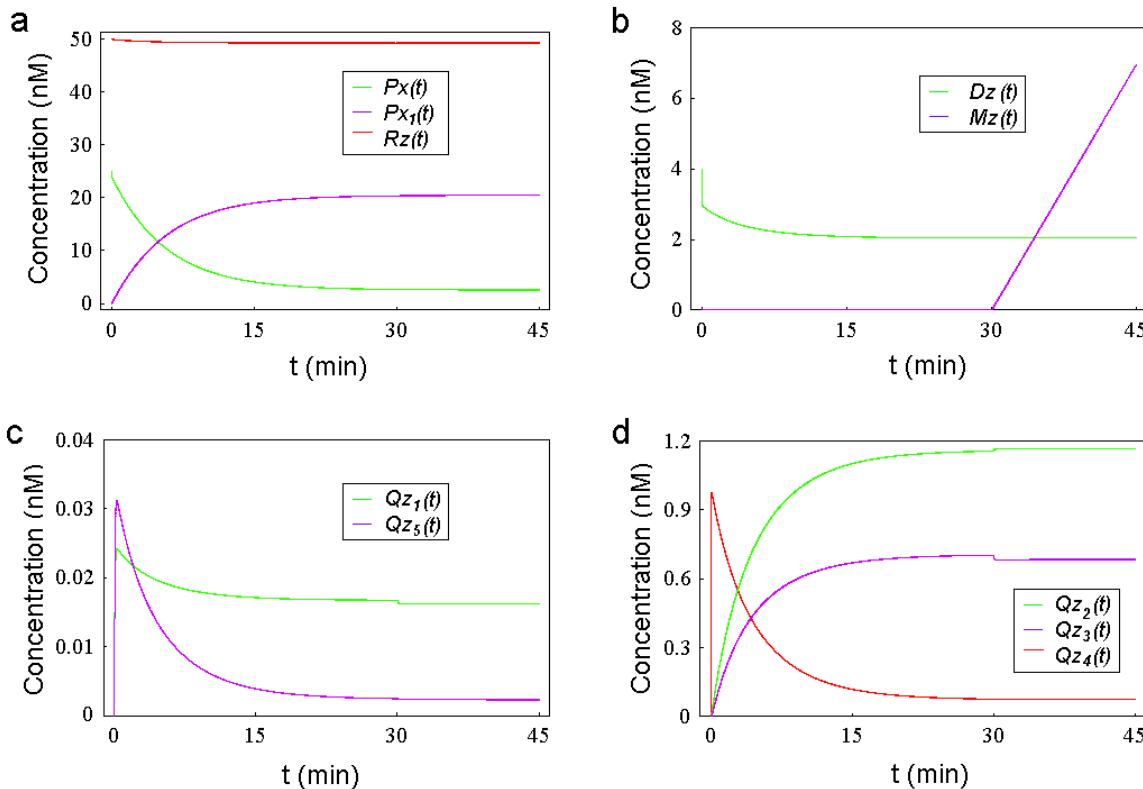 a
Concentration (nM)
50
40
30
20
10
0
Px(t)
Px₁(t)
Rz(t)
0 15 30 45
t (min)
b
Concentration (nM)
8
6
4
2
0
Dz(t)
Mz(t)
0 15 30 45
t (min)
c
Concentration (nM)
0.04
0.03
0.02
0.01
0
Qz₁(t)
Qz₅(t)
0 15 30 45
t (min)
d
Concentration (nM)
1.2
0.9
0.6
0.3
0
Qz₂(t)
Qz₃(t)
Qz₄(t)
0 15 30 45
t (min)